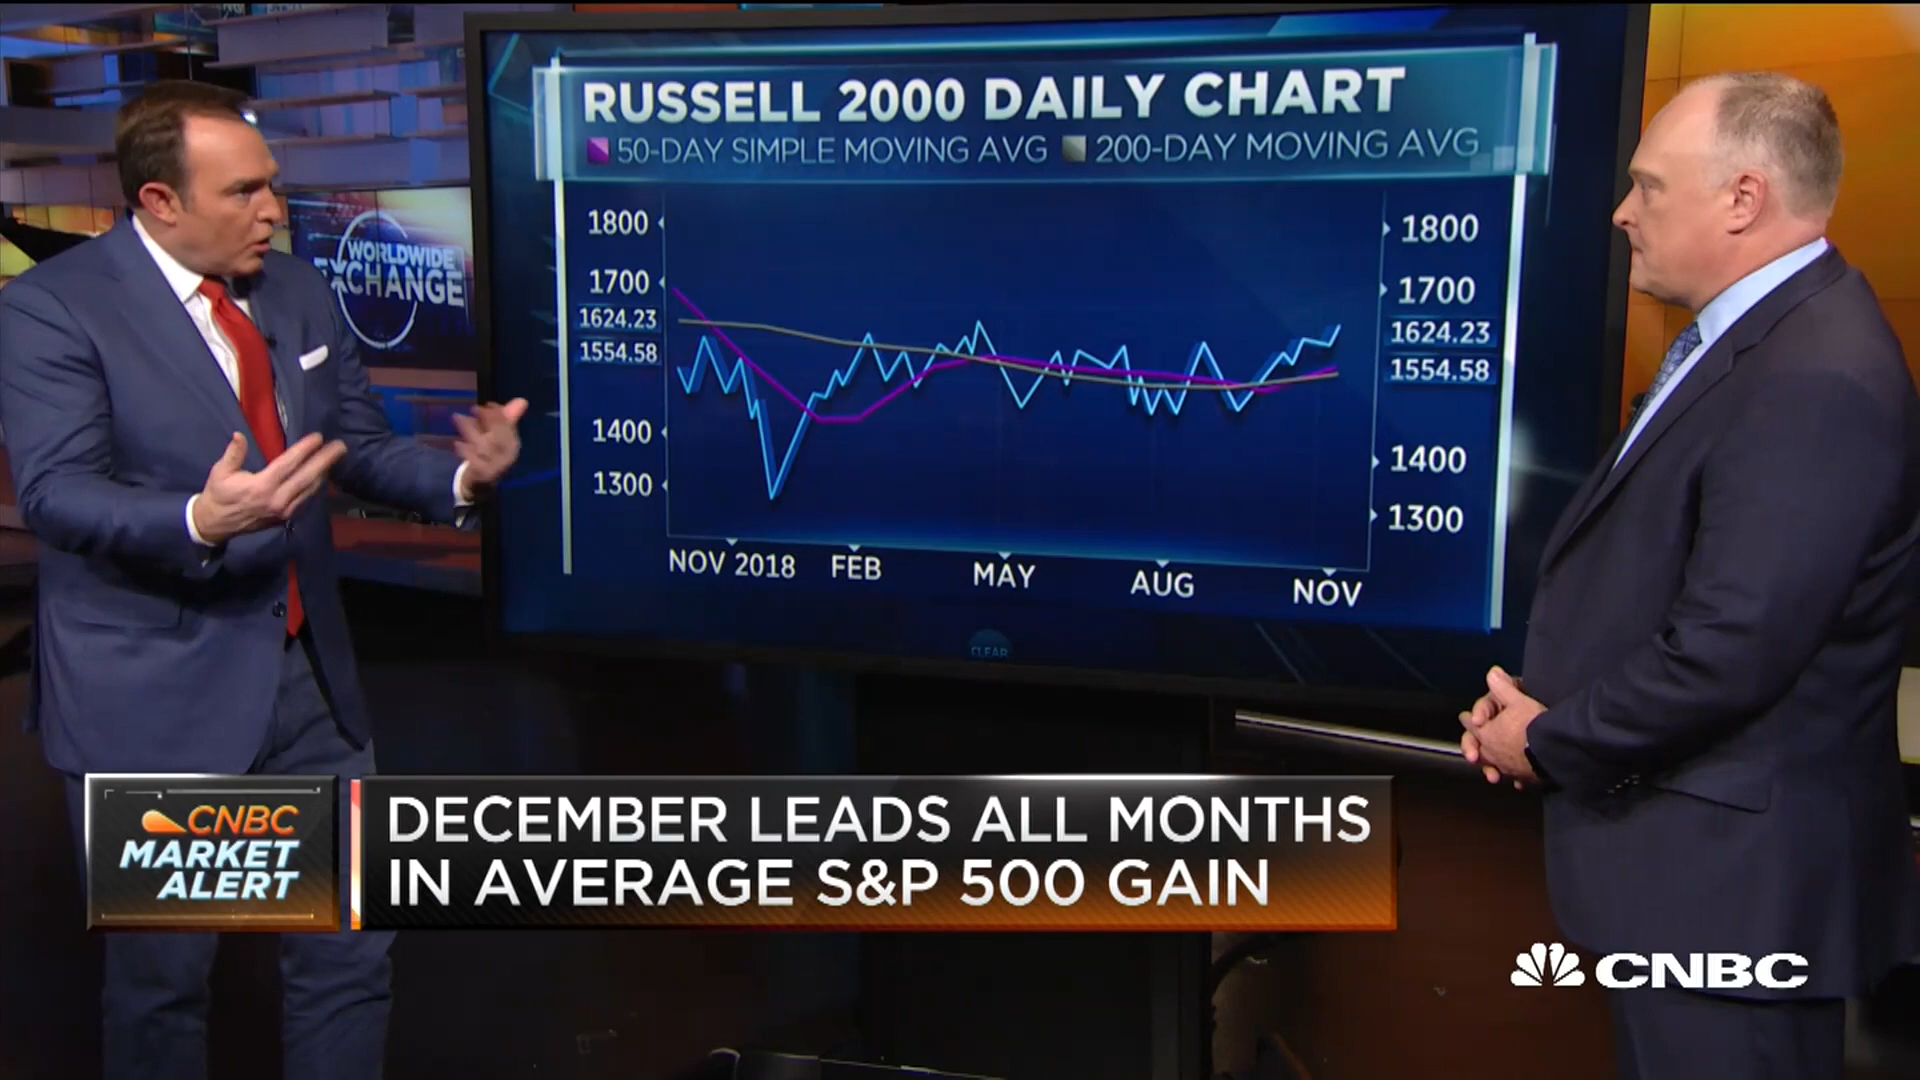 RUSSELL 2000 DAILY CHART
50-DAY SIMPLE MOVING AVG 200-DAY MOVING AVG
1800
1700
1624.23
1554.58
1400
1300
1800
1700
1624.23
1554.58
1400
1300
NOV 2018 FEB MAY AUG NOV
CLEAR
WORLDWIDE
EXCHANGE
CNBC
MARKET
ALERT
DECEMBER LEADS ALL MONTHS
IN AVERAGE S&P 500 GAIN
CNBC